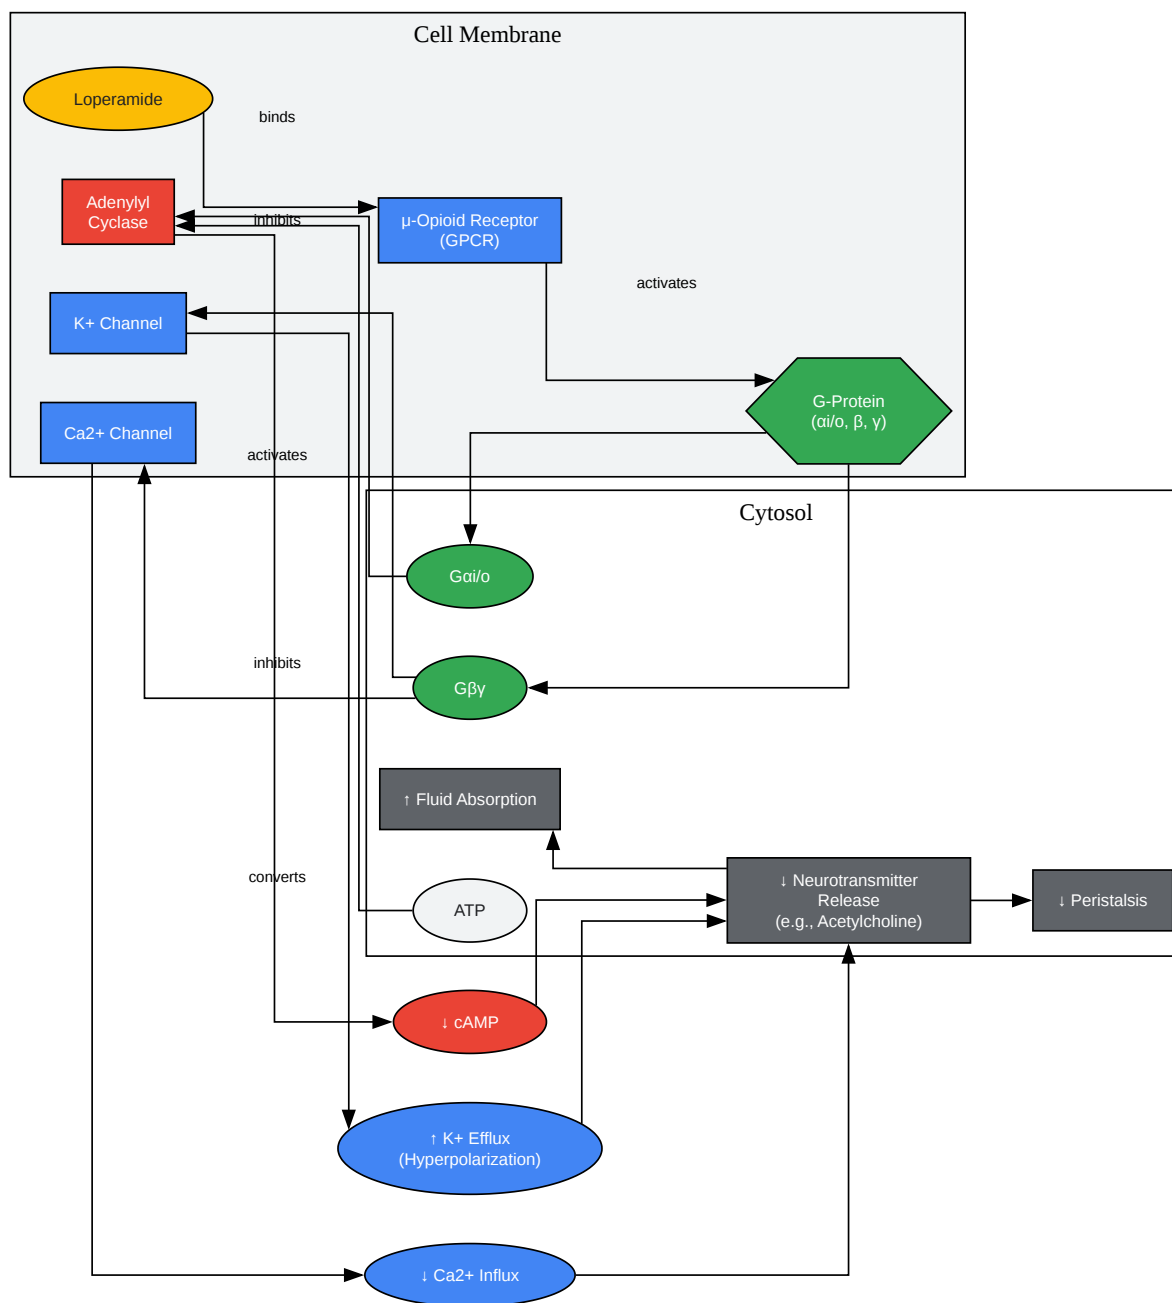 Cell Membrane
Loperamide
binds
Adenylyl
Cyclase
inhibits
μ-Opioid Receptor
(GPCR)
activates
K+ Channel
G-Protein
(αi/o, β, γ)
Ca2+ Channel
activates
Cytosol
Gαi/o
inhibits
Gβγ
↑ Fluid Absorption
converts
ATP
↓ Neurotransmitter
Release
(e.g., Acetylcholine)
↓ Peristalsis
↓ cAMP
↑ K+ Efflux
(Hyperpolarization)
↓ Ca2+ Influx